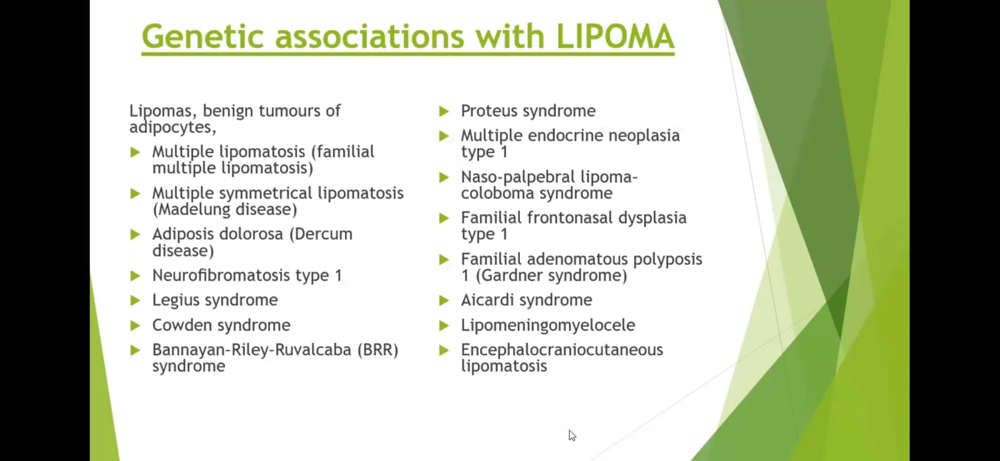 Genetic associations with LIPOMA
Lipomas, benign tumours of
adipocytes,
Multiple lipomatosis (familial
multiple lipomatosis)
Multiple symmetrical lipomatosis
(Madelung disease)
Adiposis dolorosa (Dercum
disease)
Neurofibromatosis type 1
Legius syndrome
Cowden syndrome
Bannayan-Riley-Ruvalcaba (BRR)
syndrome
Proteus syndrome
Multiple endocrine neoplasia
type 1
Naso-palpebral lipoma-
coloboma syndrome
Familial frontonasal dysplasia
type 1
Familial adenomatous polyposis
1 (Gardner syndrome)
Aicardi syndrome
Lipomeningomyelocele
Encephalocraniocutaneous
lipomatosis